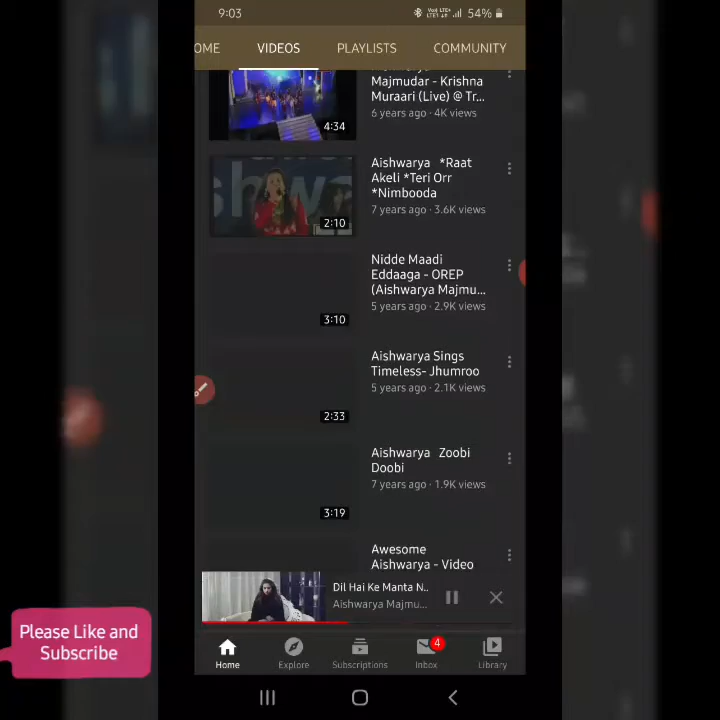 9:03
54%
OME
VIDEOS
PLAYLISTS
COMMUNITY
Majmudar - Krishna
Muraari (Live) @ Tr...
6 years ago · 4K views
4:34
Aishwarya *Raat
Akeli *Teri Orr
*Nimbooda
7 years ago · 3.6K views
2:10
Nidde Maadi
Eddaaga - OREP
(Aishwarya Majmu...
5 years ago · 2.9K views
3:10
Aishwarya Sings
Timeless- Jhumroo
5 years ago · 2.1K views
2:33
Aishwarya Zoobi
Doobi
7 years ago · 1.9K views
3:19
Awesome
Aishwarya - Video
Dil Hai Ke Manta N..
Aishwarya Majmu...
Please Like and
Subscribe
Home
Explore
Subscriptions
4
Inbox
Library